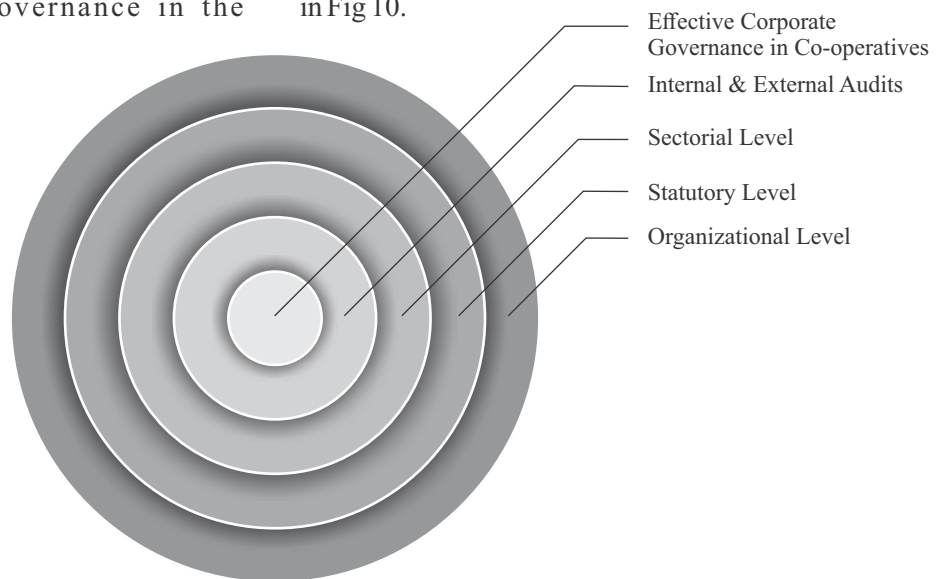 overnance in the
in Fig 10.
Effective Corporate
Governance in Co-operatives
Internal & External Audits
Sectorial Level
Statutory Level
Organizational Level